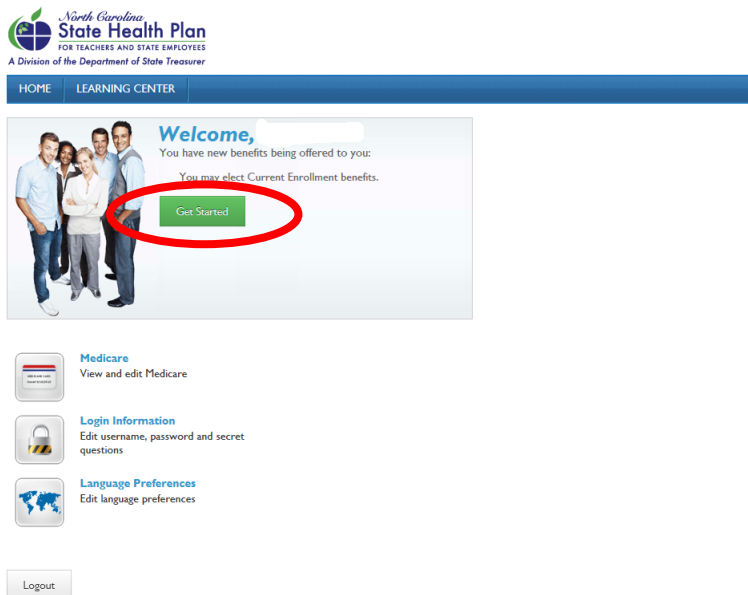 North Carolina
State Health Plan
FOR TEACHERS AND STATE EMPLOYEES
A Division of the Department of State Treasurer
HOME LEARNING CENTER
Welcome,
You have new benefits being offered to you:
You may elect Current Enrollment benefits.
Get Started
Medicare
View and edit Medicare
Login Information
Edit username, password and secret
questions
Language Preferences
Edit language preferences
Logout